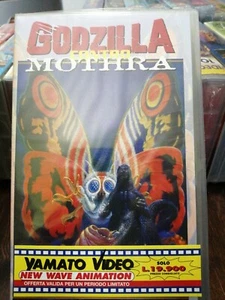 GODZILLA
CONTRO
MOTHRA
YAMATO VIDEO
NEW WAVE ANIMATION
OFFERTA VALIDA PER UN PERIODO LIMITATO
SOLO
L.19.900